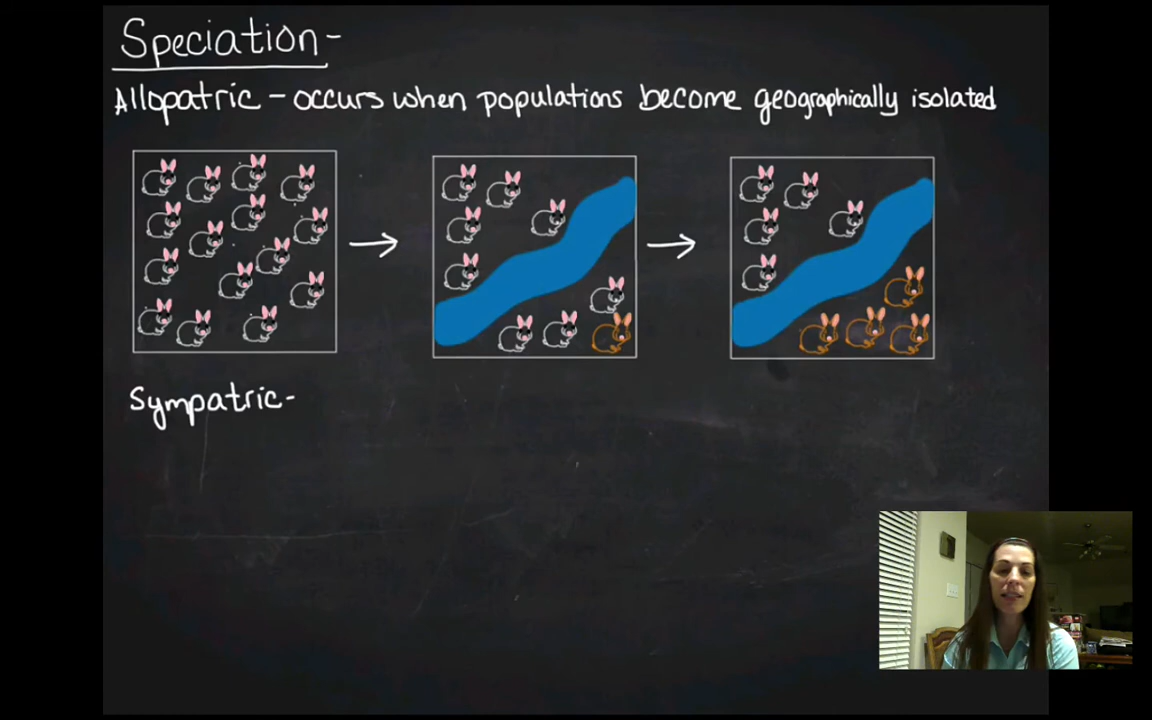 Speciation-
Allopatric - occurs when populations become geographically isolated
Sympatric-